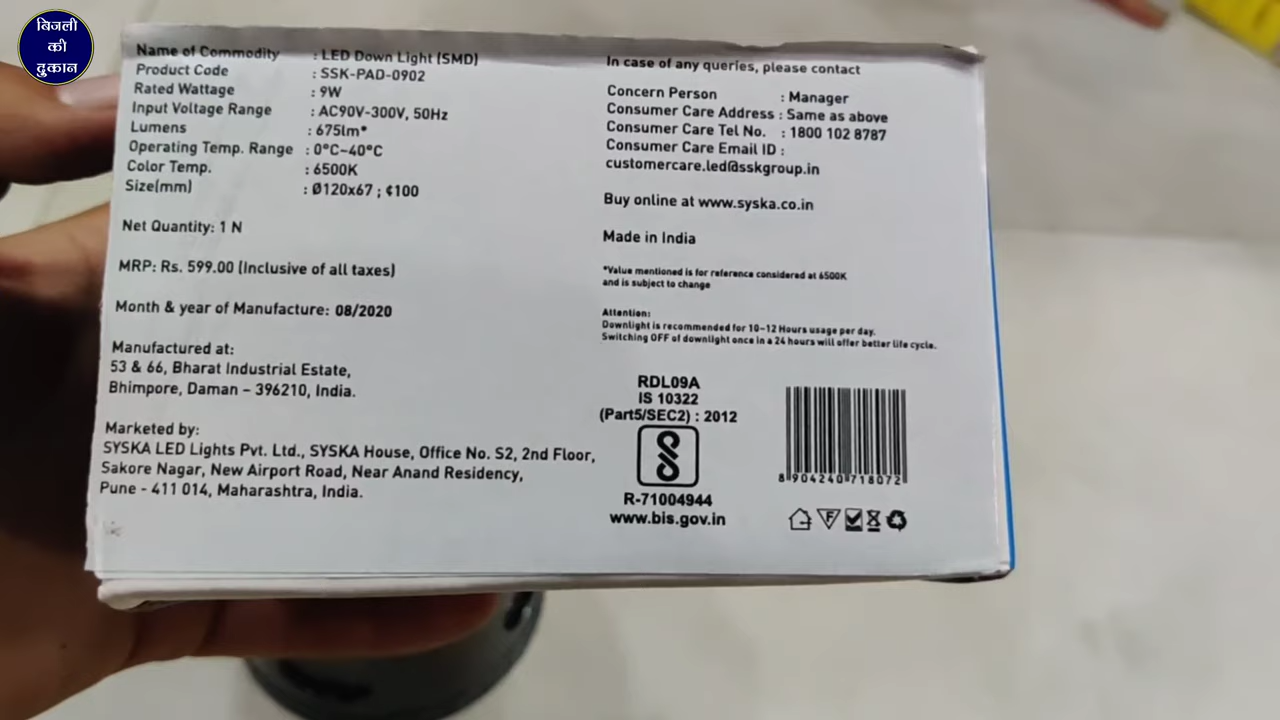 बिजली
की
दुकान
Name of Commodity : LED Down Light (SMD)
Product Code : SSK-PAD-0902
Rated Wattage : 9W
Input Voltage Range : AC90V-300V, 50Hz
Lumens : 675lm*
Operating Temp. Range : 0°C–40°C
Color Temp. : 6500K
Size(mm) : Ø120x67 ; ¢100
Net Quantity: 1 N
MRP: Rs. 599.00 (Inclusive of all taxes)
Month & year of Manufacture: 08/2020
Manufactured at:
53 & 66, Bharat Industrial Estate,
Bhimpore, Daman – 396210, India.
Marketed by:
SYSKA LED Lights Pvt. Ltd., SYSKA House, Office No. S2, 2nd Floor,
Sakore Nagar, New Airport Road, Near Anand Residency,
Pune - 411 014, Maharashtra, India.
In case of any queries, please contact
Concern Person : Manager
Consumer Care Address : Same as above
Consumer Care Tel No. : 1800 102 8787
Consumer Care Email ID :
customercare.led@sskgroup.in
Buy online at www.syska.co.in
Made in India
*Value mentioned is for reference considered at 6500K
and is subject to change
Attention:
Downlight is recommended for 10–12 Hours usage per day.
Switching OFF of downlight once in a 24 hours will offer better life cycle.
RDL09A
IS 10322
(Part5/SEC2) : 2012
R-71004944
www.bis.gov.in
8 904240 718072
F